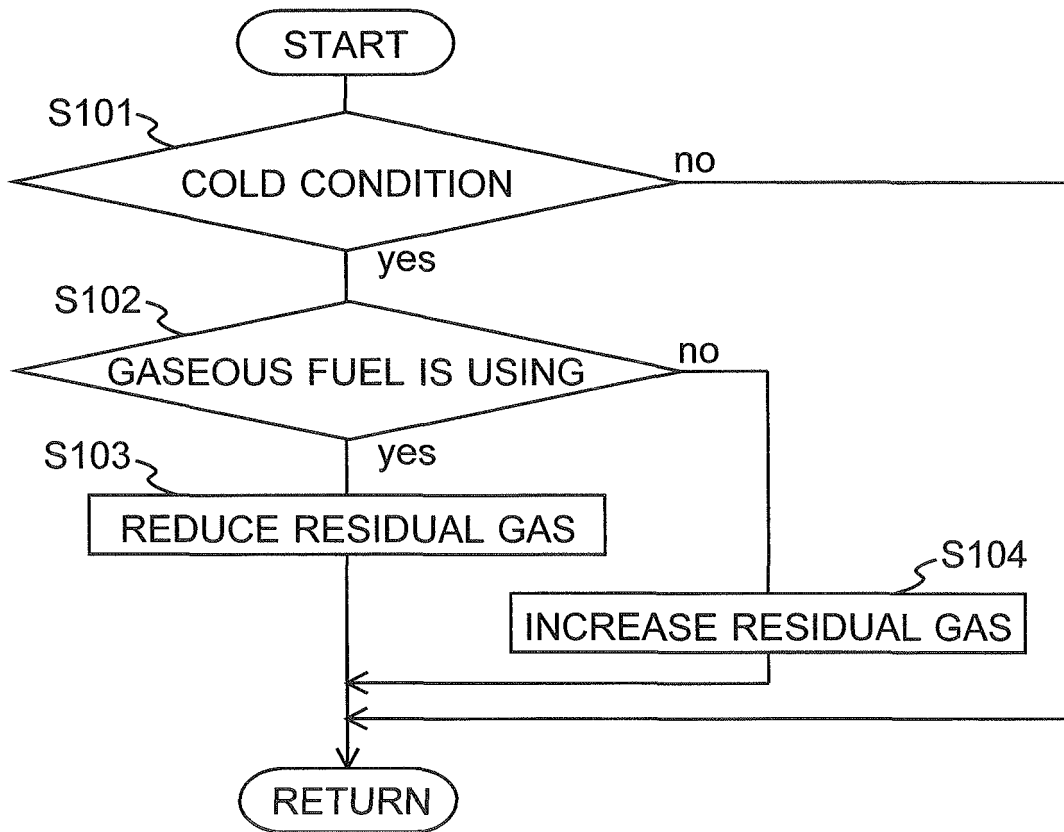 START
S101
COLD CONDITION
no
yes
S102
GASEOUS FUEL IS USING
no
yes
S103
REDUCE RESIDUAL GAS
S104
INCREASE RESIDUAL GAS
RETURN